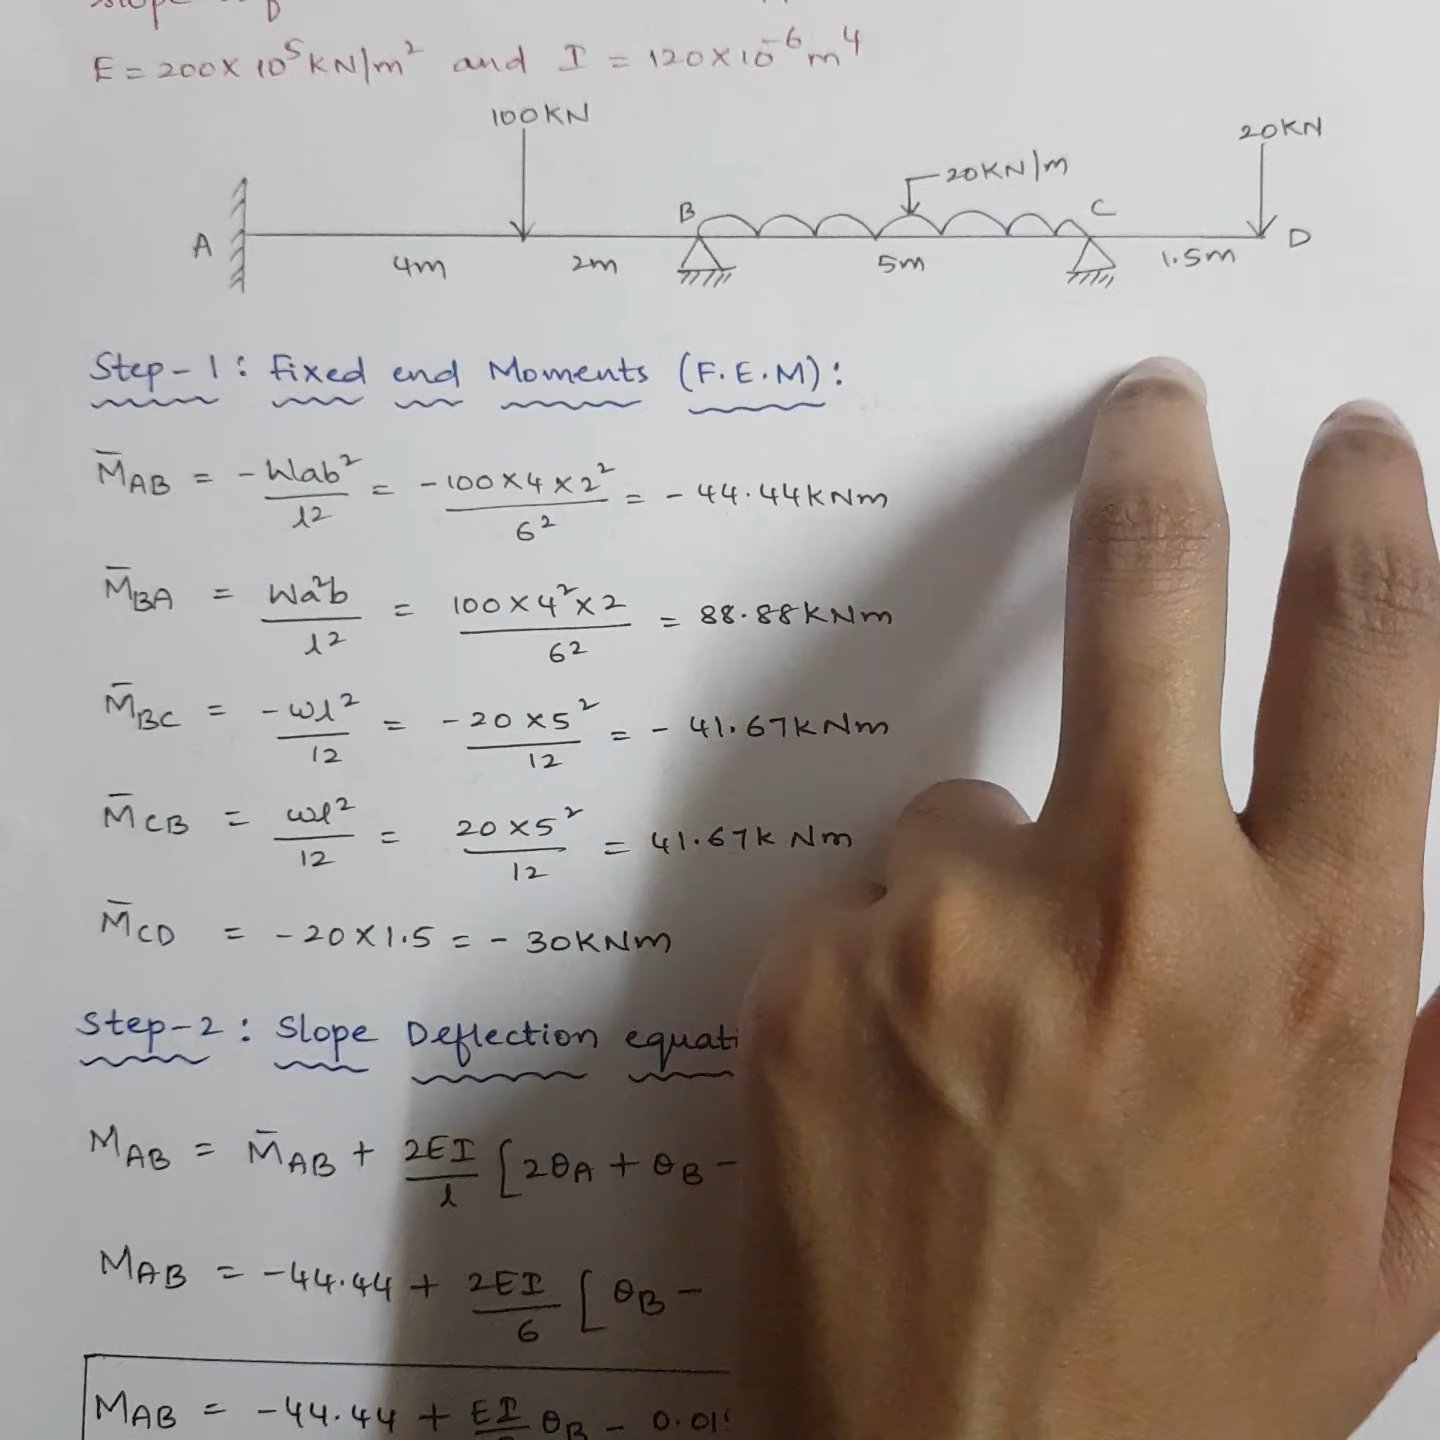 E = 200 × 10⁵ KN/m² and I = 120×10⁻⁶ m⁴
100KN
20KN
20KN/m
B
C
A
D
4m
2m
5m
1.5m
Step-1: Fixed end Moments (F.E.M):
M̄AB = -Wab²/l² = -100×4×2²/6² = -44.44KNm
M̄BA = Wa²b/l² = 100×4²×2/6² = 88.88KNm
M̄BC = -wl²/12 = -20×5²/12 = -41.67KNm
M̄CB = wl²/12 = 20×5²/12 = 41.67KNm
M̄CD = -20×1.5 = -30KNm
Step-2: Slope Deflection
MAB = M̄AB + 2EI/l [2θA + θB -
MAB = -44.44 + 2EI/6 [θB -
MAB = -44.44 + EI θB -